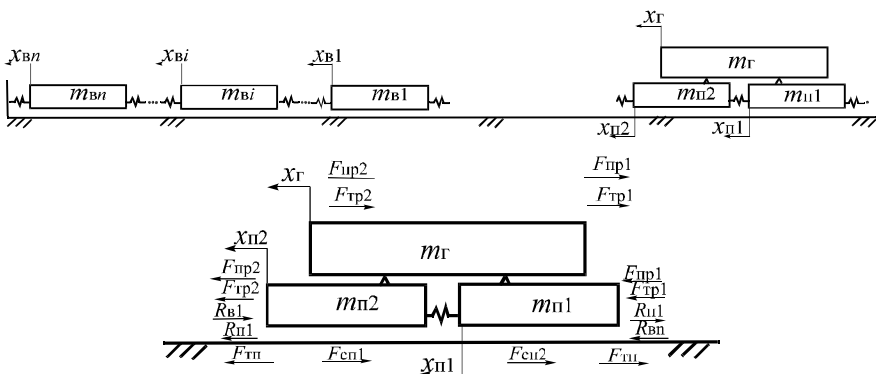 xвn xвi xв1 xг
mг
mвn mвi mв1 mп2 mп1
xп2 xп1
xг Fпр2 Fпр1
Fтр2 Fтр1
mг
xп2
Fпр2 Fпр1
Fтр2 mп2 mп1 Fтр1
Rв1 Rп1
Rп1 Rвп
Fтп Fсп1 xп1 Fсп2 Fтп